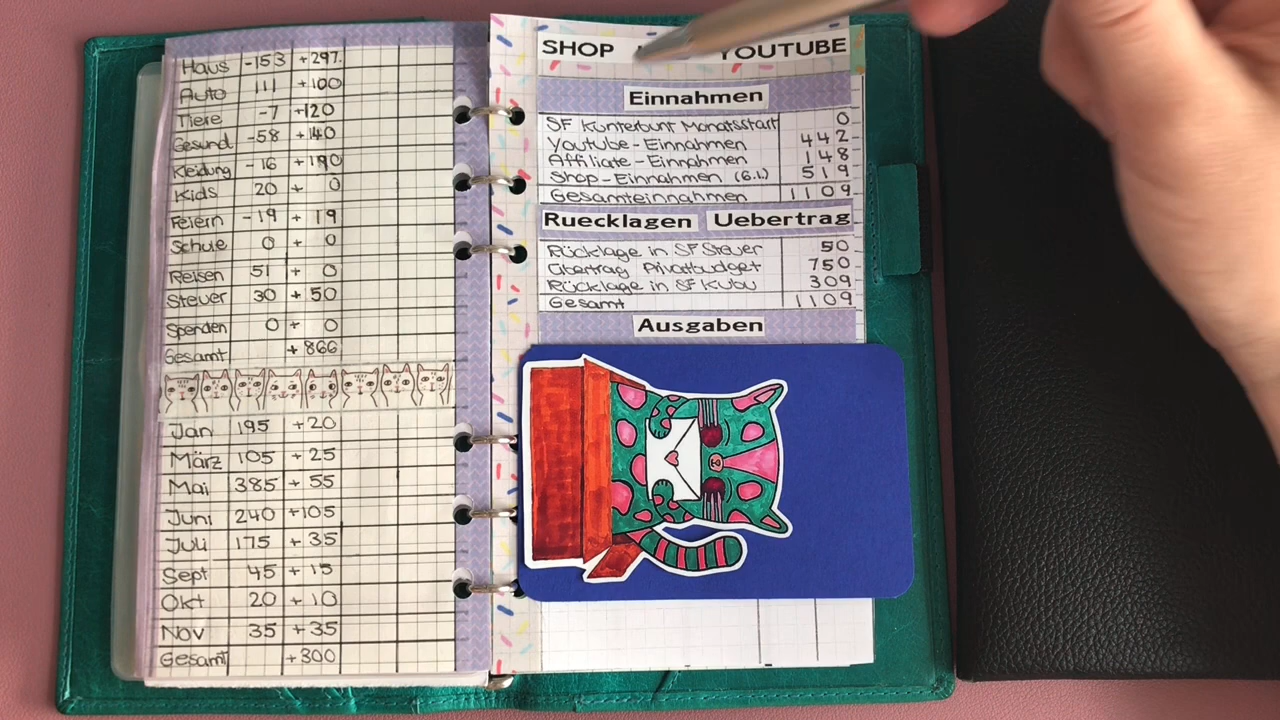 Haus -153 +297.
Auto 111 +100
Tiere -7 +120
Gesund -58 +140
Kleidung -16 +190
Kids 20 + 0
Feiern -19 + 19
Schule 0 + 0
Reisen 51 + 0
Steuer 30 + 50
Spenden 0 + 0
Gesamt +866
Jan 195 +20
März 105 +25
Mai 385 +55
Juni 240 +105
Juli 175 +35
Sept 45 +15
Okt 20 +10
Nov 35 +35
Gesamt +300
SHOP YOUTUBE
Einnahmen
SF Kunterbunt Monatsstart 0
Youtube-Einnahmen 442
Affiliate-Einnahmen 148
Shop-Einnahmen (6.1.) 519
Gesamteinnahmen 1109
Ruecklagen Uebertrag
Rücklage in SF Steuer 50
Übertrag Privatbudget 750
Rücklage in SF KuBu 309
Gesamt 1109
Ausgaben